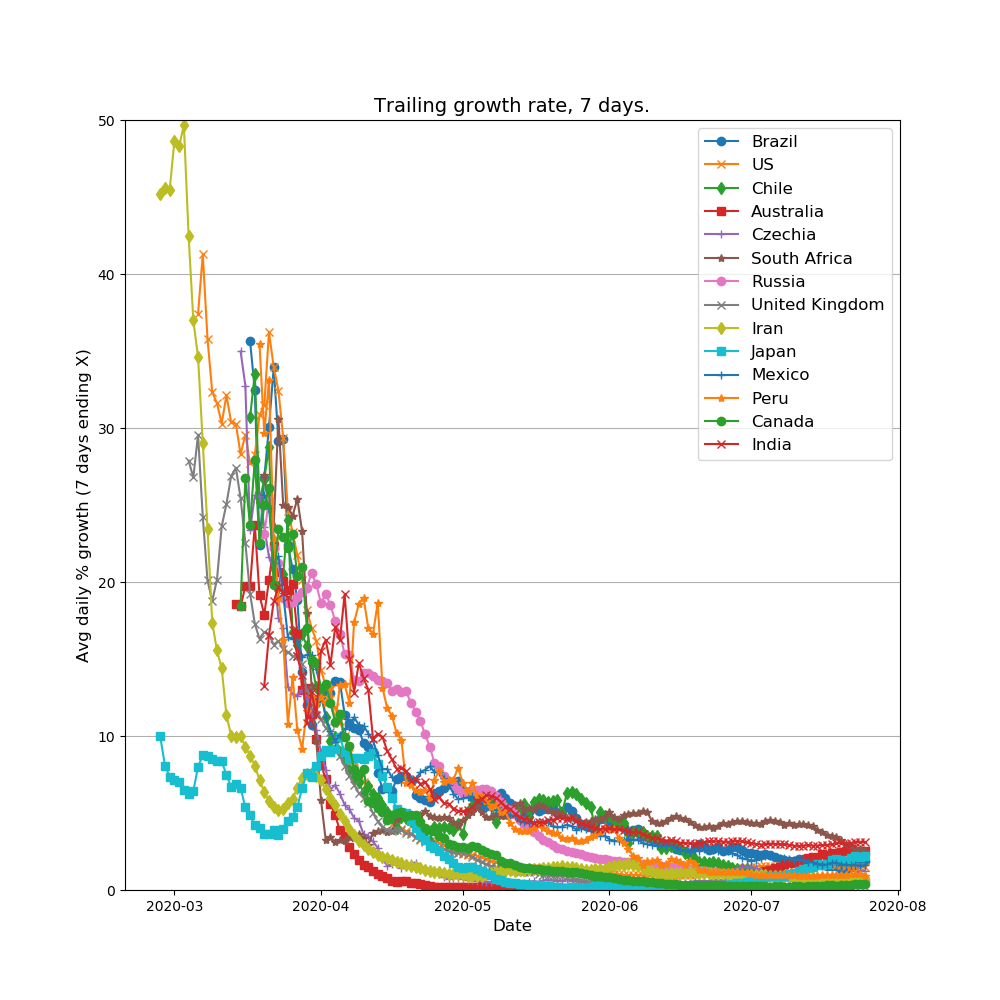 Trailing growth rate, 7 days.
50
40
30
20
10
0
Avg daily % growth (7 days ending X)
Brazil
US
Chile
Australia
Czechia
South Africa
Russia
United Kingdom
Iran
Japan
Mexico
Peru
Canada
India
2020-03
2020-04
2020-05
2020-06
2020-07
2020-08
Date